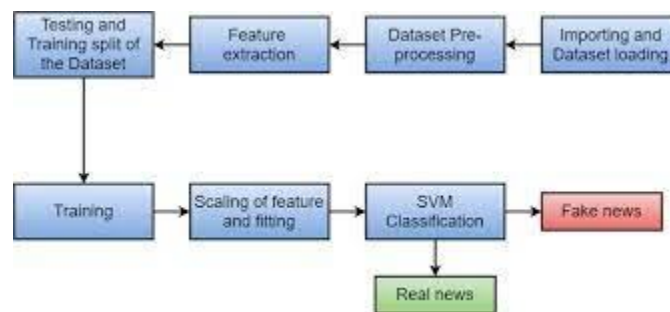 Testing and
Training split of
the Dataset
Feature
extraction
Dataset Pre-
processing
Importing and
Dataset loading
Training
Scaling of feature
and fitting
SVM
Classification
Fake news
Real news